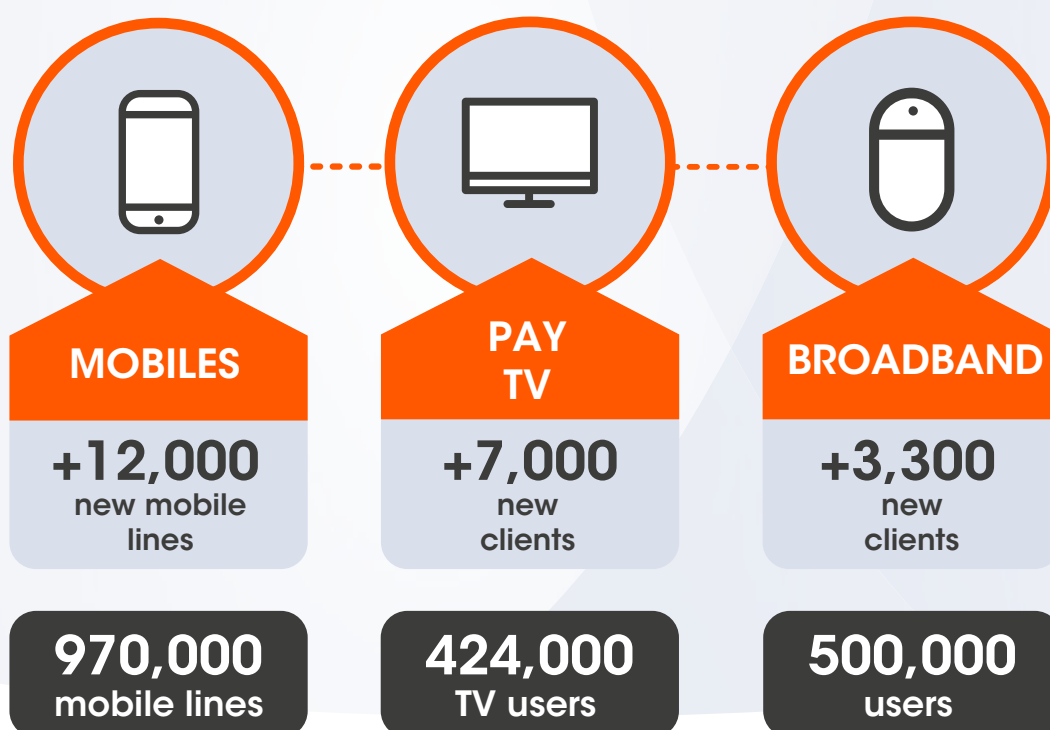 MOBILES
+12,000
new mobile
lines
970,000
mobile lines
PAY
TV
+7,000
new
clients
424,000
TV users
BROADBAND
+3,300
new
clients
500,000
users